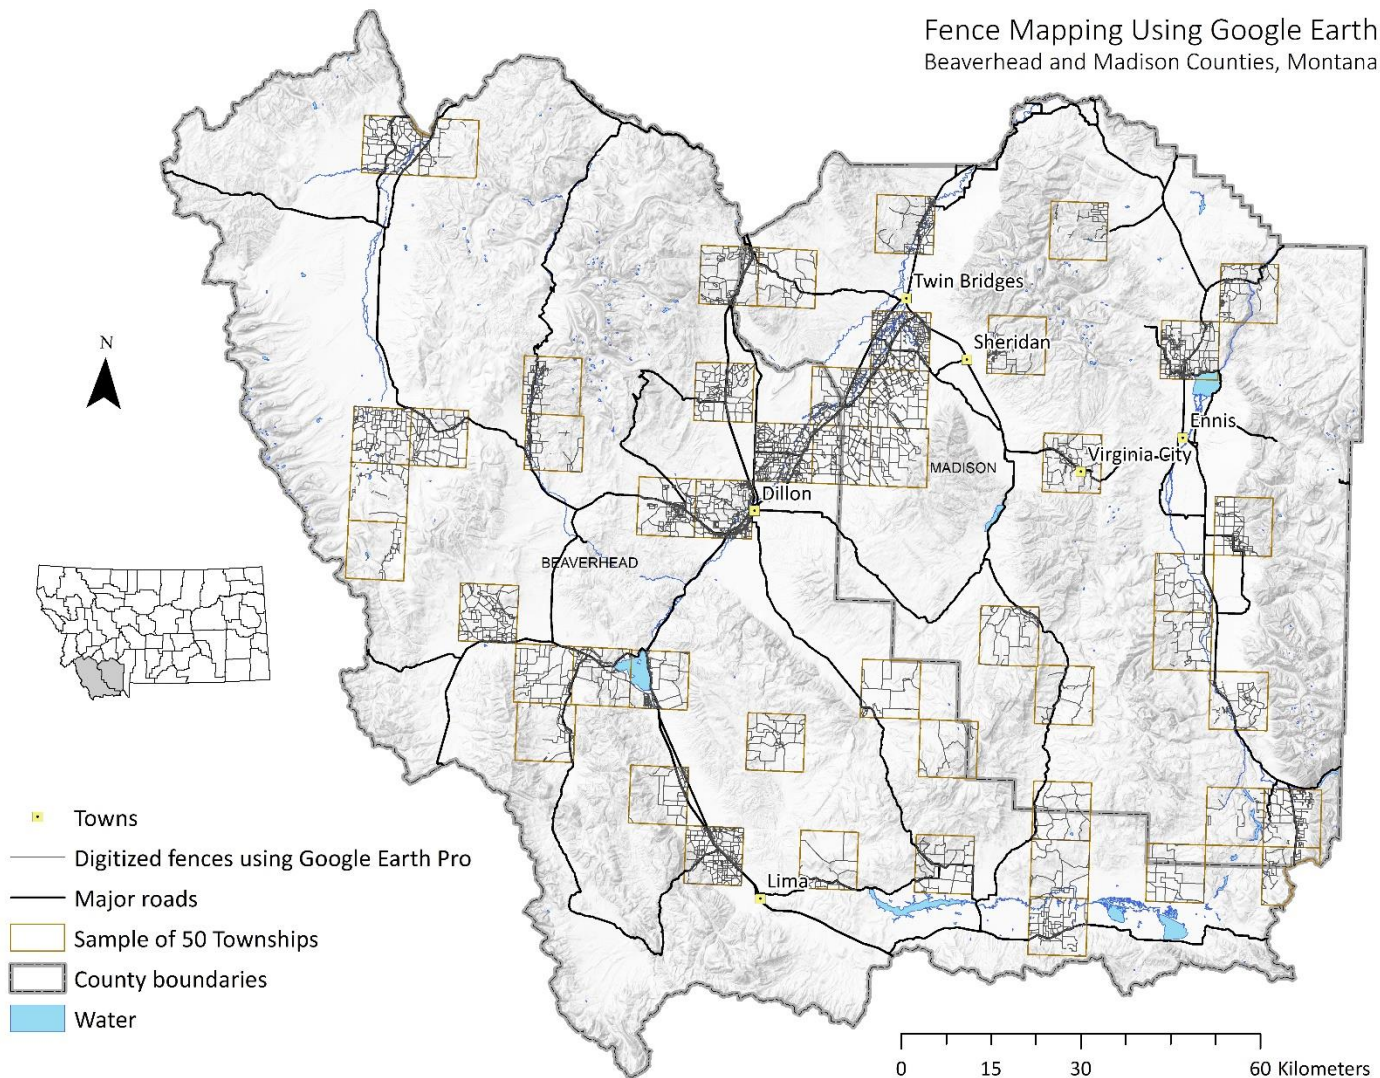 Fence Mapping Using Google Earth
Beaverhead and Madison Counties, Montana
Twin Bridges
Sheridan
Ennis
Virginia City
MADISON
Dillon
BEAVERHEAD
Lima
N
Towns
Digitized fences using Google Earth Pro
Major roads
Sample of 50 Townships
County boundaries
Water
0 15 30 60 Kilometers